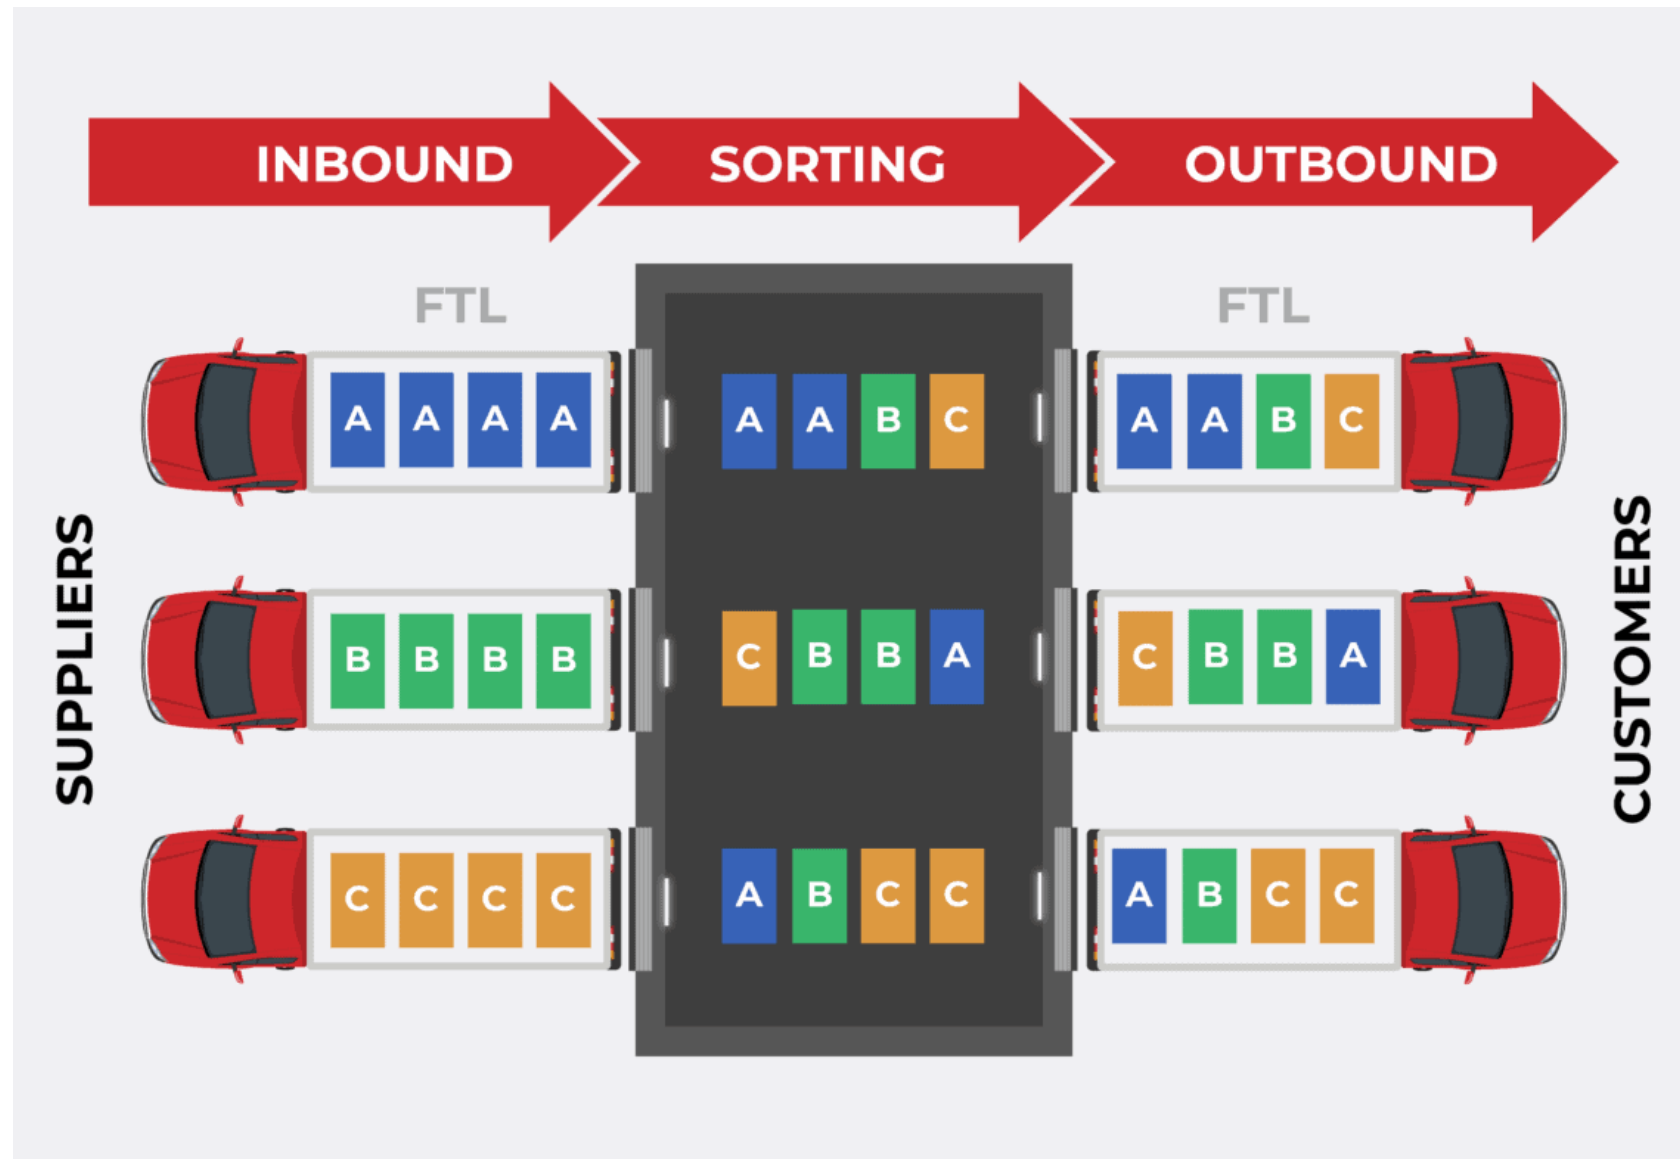 INBOUND SORTING OUTBOUND
FTL FTL
A A A A A A B C A A B C
SUPPLIERS
CUSTOMERS
B B B B C B B A C B B A
C C C C A B C C A B C C